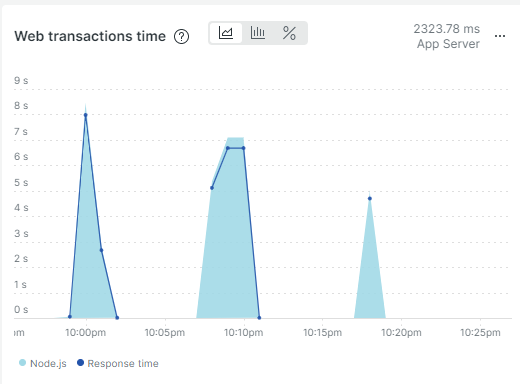 Web transactions time ?
2323.78 ms
App Server
9 s
8 s
7 s
6 s
5 s
4 s
3 s
2 s
1 s
0 s
10:00pm 10:05pm 10:10pm 10:15pm 10:20pm 10:25pm
Node.js Response time